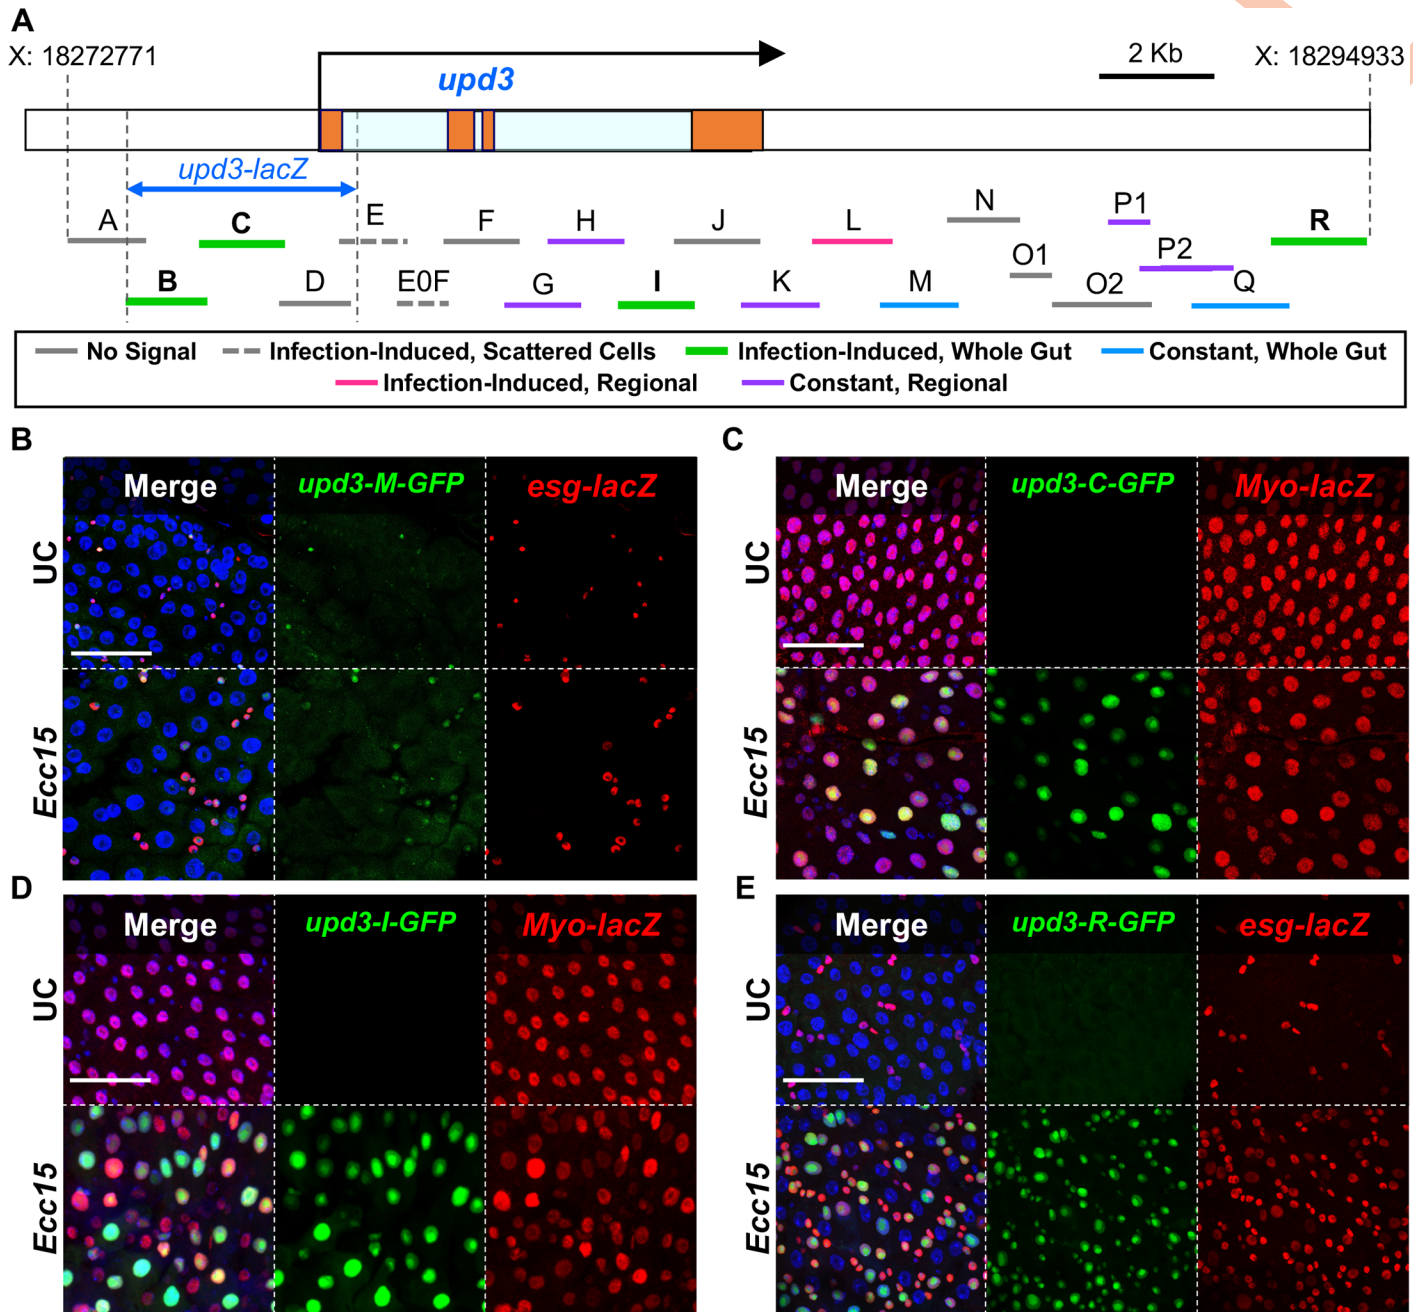 A
X: 18272771
2 Kb
X: 18294933
upd3
upd3-lacZ
A C E F H J L N P1 R
B D E0F G I K M O1 O2 P2 Q
No Signal Infection-Induced, Scattered Cells Infection-Induced, Whole Gut Constant, Whole Gut
Infection-Induced, Regional Constant, Regional
B
Merge upd3-M-GFP esg-lacZ
UC
Ecc15
C
Merge upd3-C-GFP Myo-lacZ
UC
Ecc15
D
Merge upd3-I-GFP Myo-lacZ
UC
Ecc15
E
Merge upd3-R-GFP esg-lacZ
UC
Ecc15